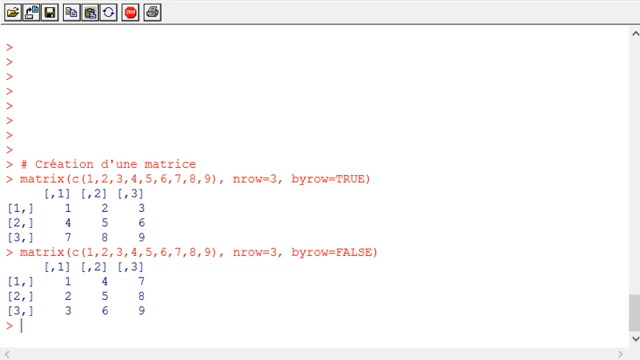 >
>
>
>
>
>
>
>
> # Création d'une matrice
> matrix(c(1,2,3,4,5,6,7,8,9), nrow=3, byrow=TRUE)
     [,1] [,2] [,3]
[1,]    1    2    3
[2,]    4    5    6
[3,]    7    8    9
> matrix(c(1,2,3,4,5,6,7,8,9), nrow=3, byrow=FALSE)
     [,1] [,2] [,3]
[1,]    1    4    7
[2,]    2    5    8
[3,]    3    6    9
>